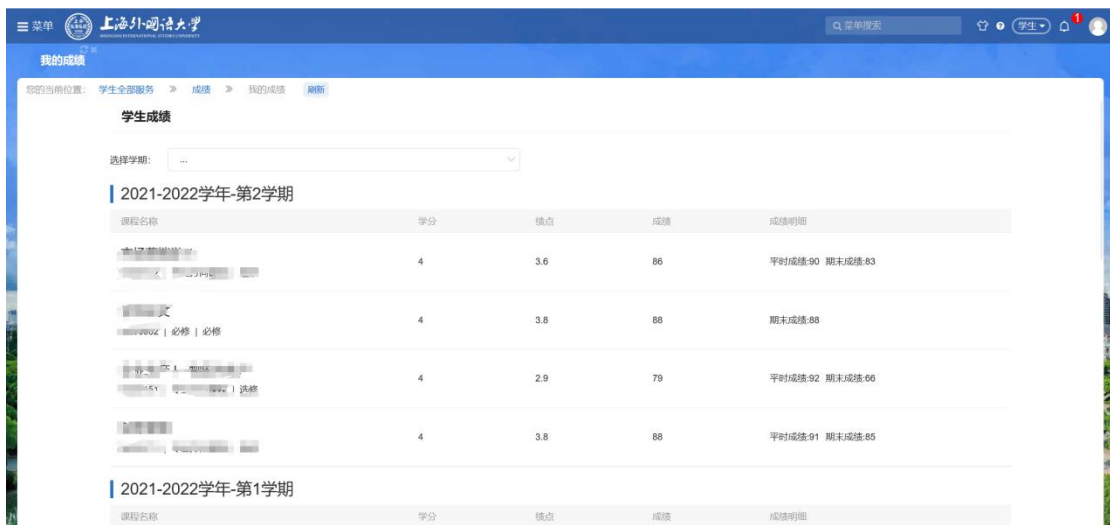 菜单 上海外国语大学 菜单搜索 学生 1
SHANGHAI INTERNATIONAL STUDIES UNIVERSITY
我的成绩
您的当前位置： 学生全部服务 » 成绩 » 我的成绩 刷新
学生成绩
选择学期: ...
2021-2022学年-第2学期
课程名称 学分 绩点 成绩 成绩明细
4 3.6 86 平时成绩:90 期末成绩:83
4 3.8 88 期末成绩:88
| 必修 | 必修
4 2.9 79 平时成绩:92 期末成绩:66
| 选修
4 3.8 88 平时成绩:91 期末成绩:85
2021-2022学年-第1学期
课程名称 学分 绩点 成绩 成绩明细